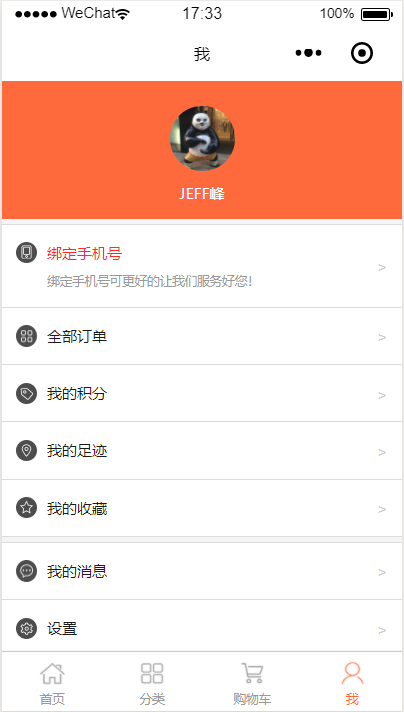 WeChat 17:33 100%
我
JEFF峰
绑定手机号
绑定手机号可更好的让我们服务好您!
>
全部订单 >
我的积分 >
我的足迹 >
我的收藏 >
我的消息 >
设置 >
首页 分类 购物车 我